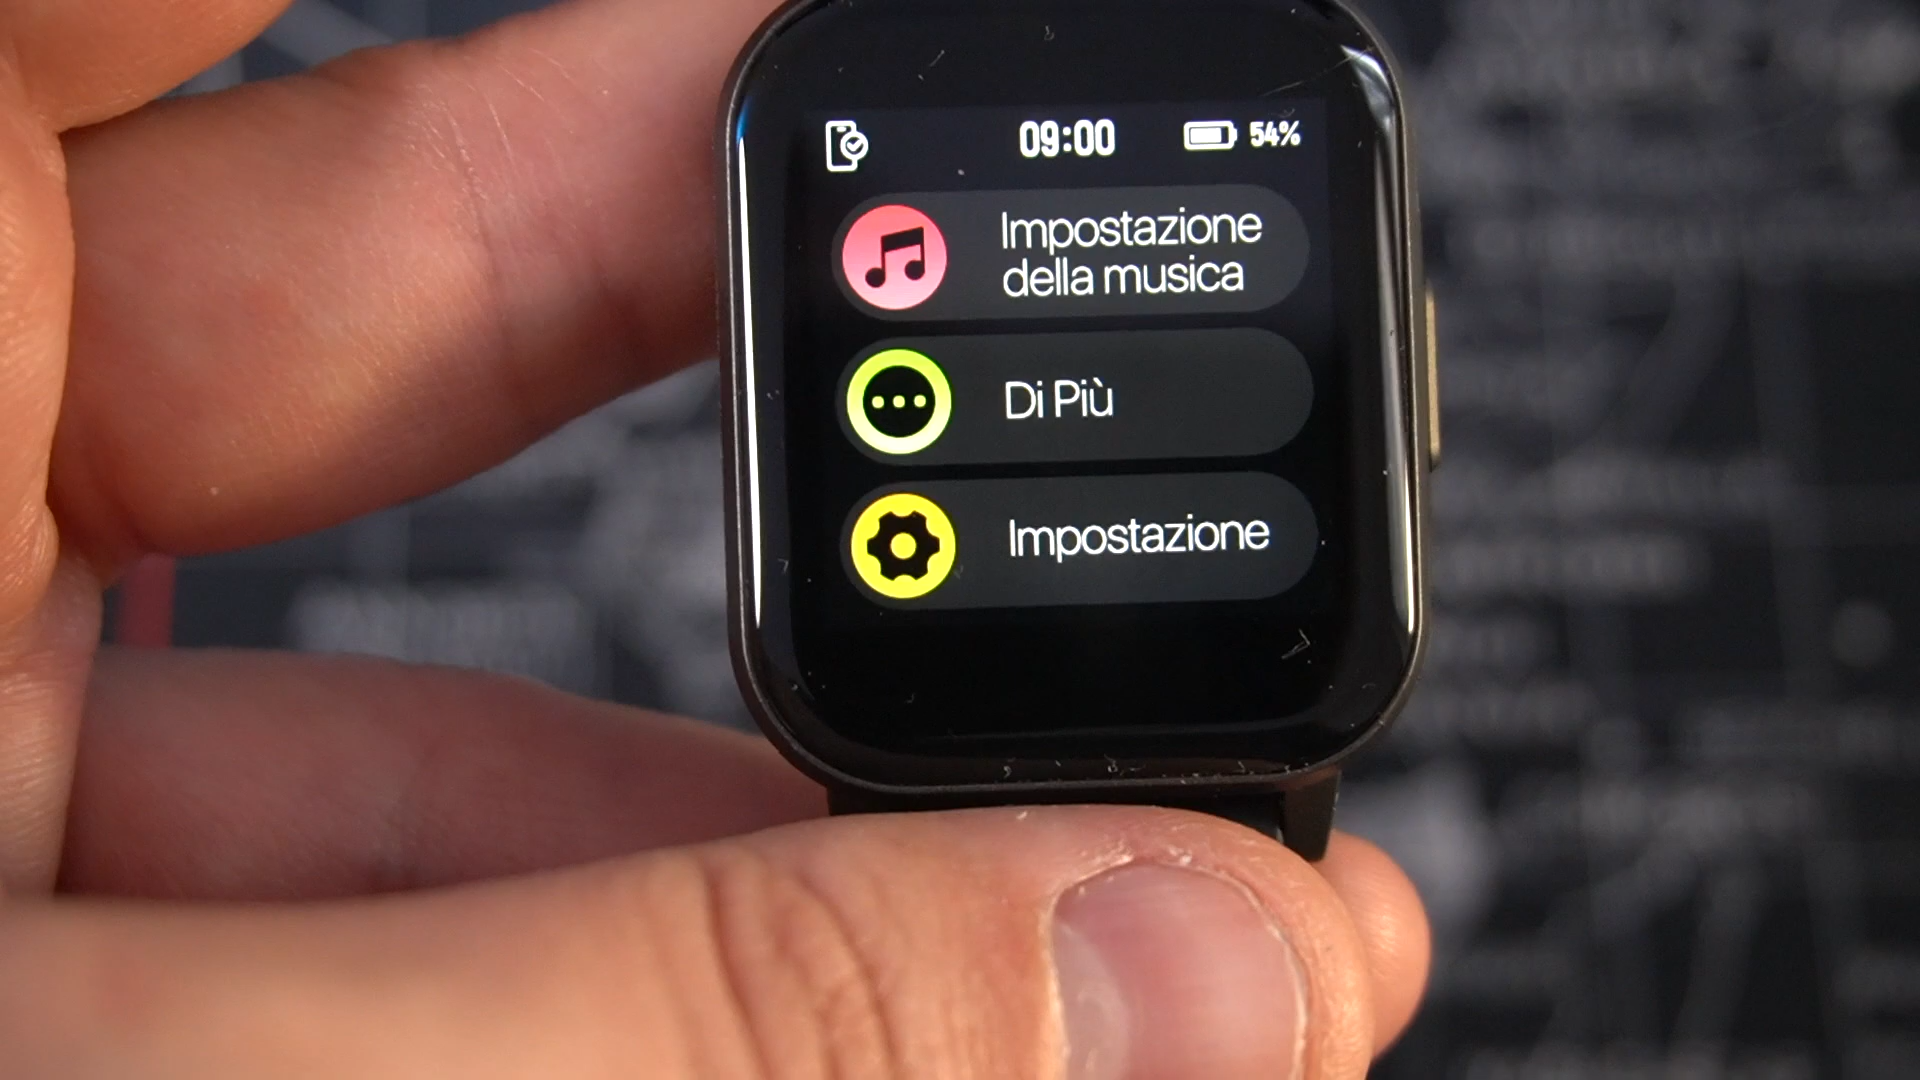 09:00 54%
Impostazione
della musica
Di Più
Impostazione